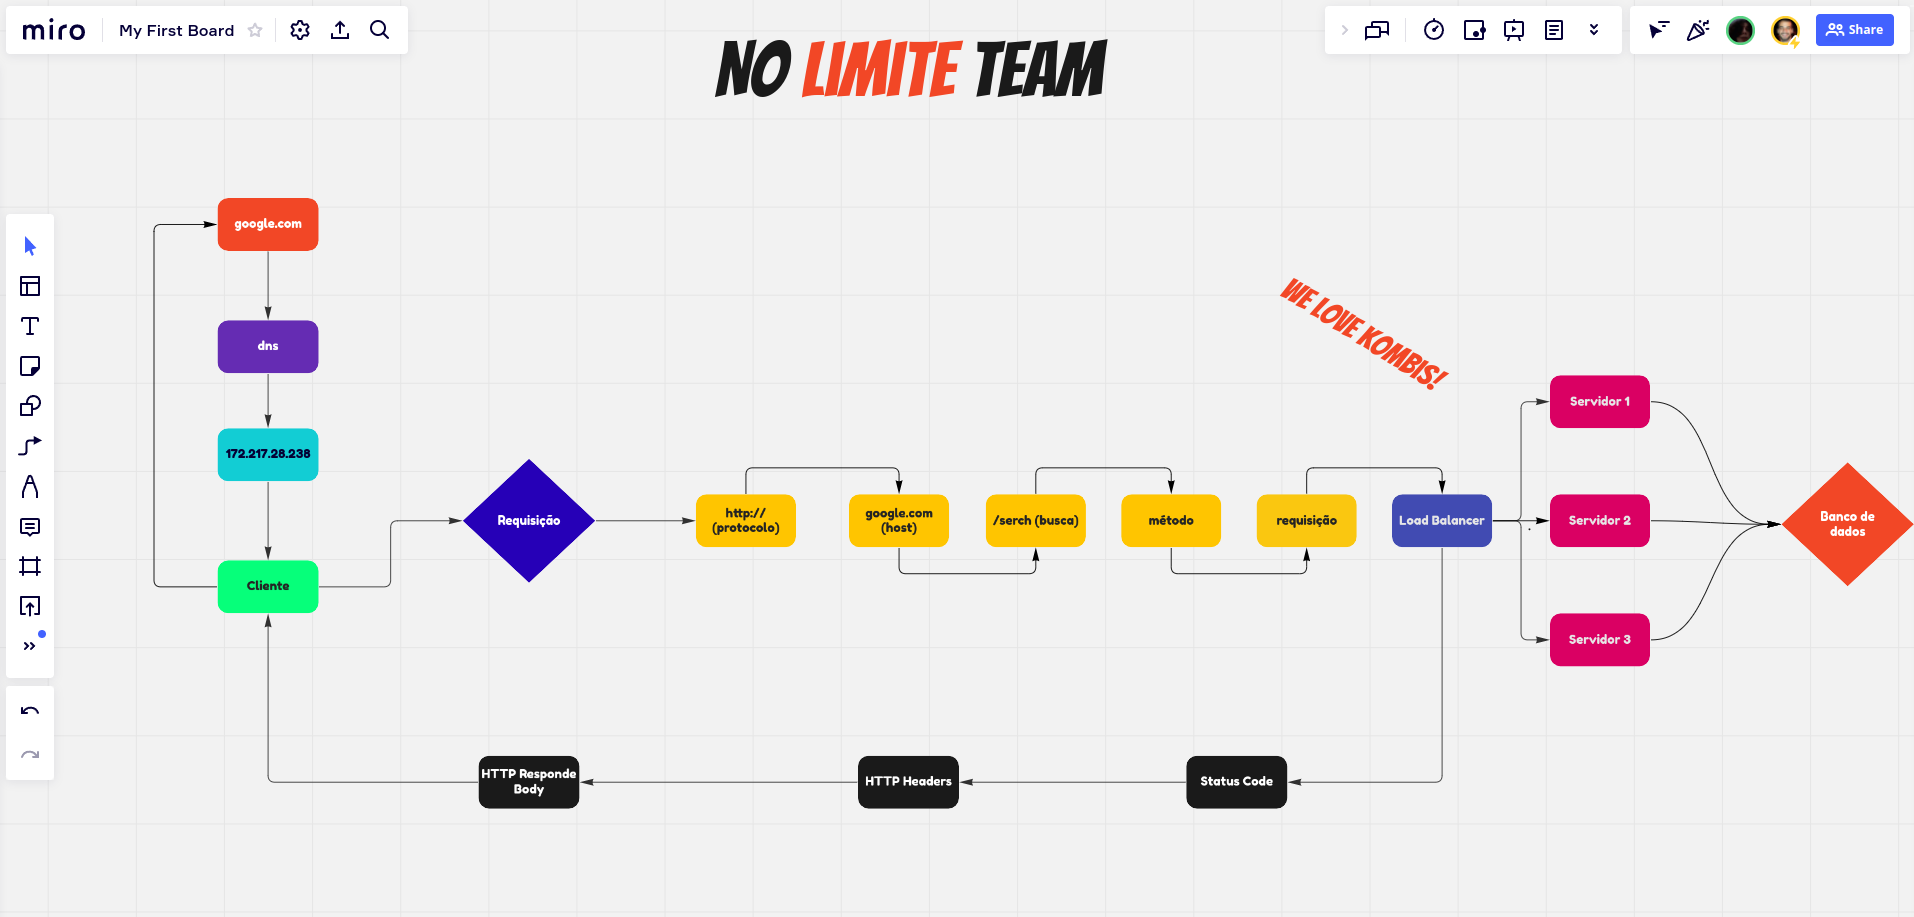 miro
My First Board
Share
NO LIMITE TEAM
google.com
dns
172.217.28.238
Cliente
Requisição
http://
(protocolo)
google.com
(host)
/serch (busca)
método
requisição
Load Balancer
WE LOVE KOMBIS!
Servidor 1
Servidor 2
Servidor 3
Banco de
dados
HTTP Responde
Body
HTTP Headers
Status Code